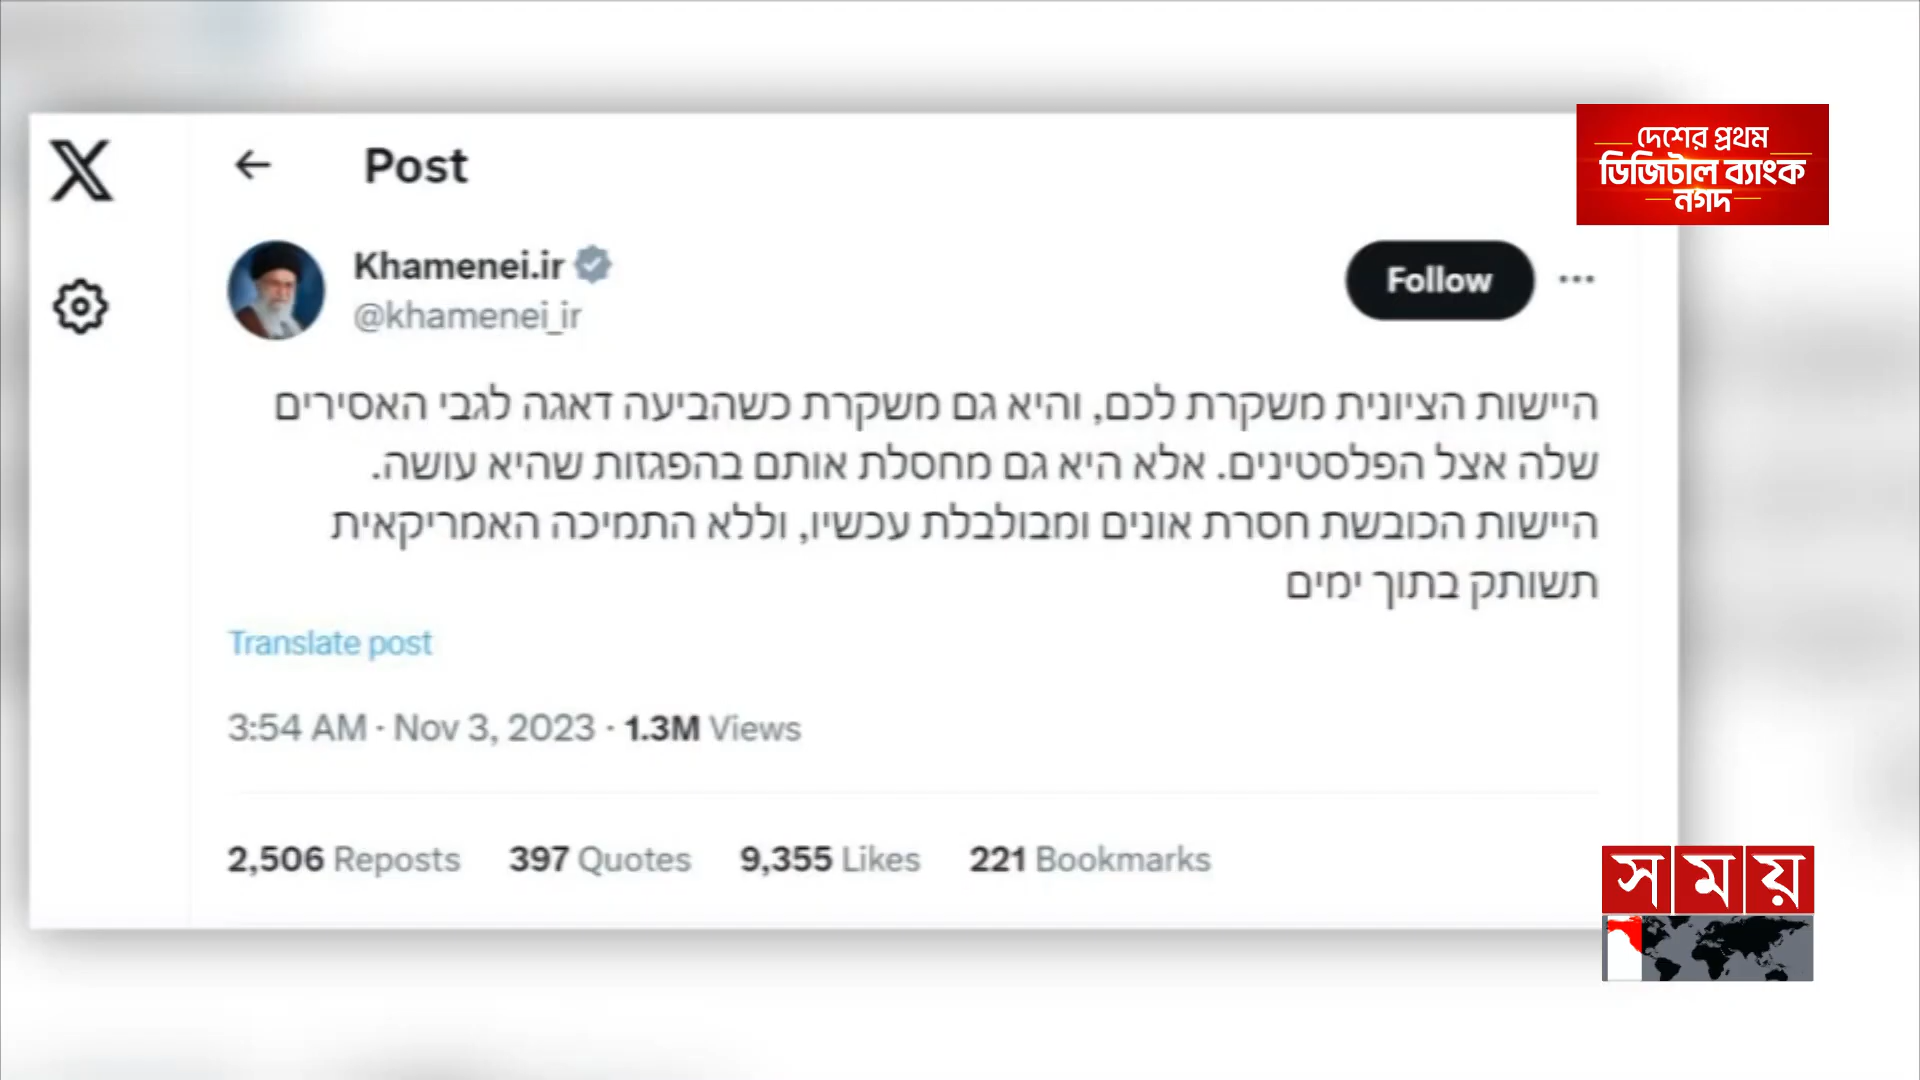 Post
দেশের প্রথম
ডিজিটাল ব্যাংক
নগদ
Khamenei.ir
@khamenei_ir
Follow
היישות הציונית משקרת לכם, והיא גם משקרת כשהביעה דאגה לגבי האסירים
שלה אצל הפלסטינים. אלא היא גם מחסלת אותם בהפגזות שהיא עושה.
היישות הכובשת חסרת אונים ומבולבלת עכשיו, וללא התמיכה האמריקאית
תשותק בתוך ימים
Translate post
3:54 AM · Nov 3, 2023 · 1.3M Views
2,506 Reposts 397 Quotes 9,355 Likes 221 Bookmarks
সময়